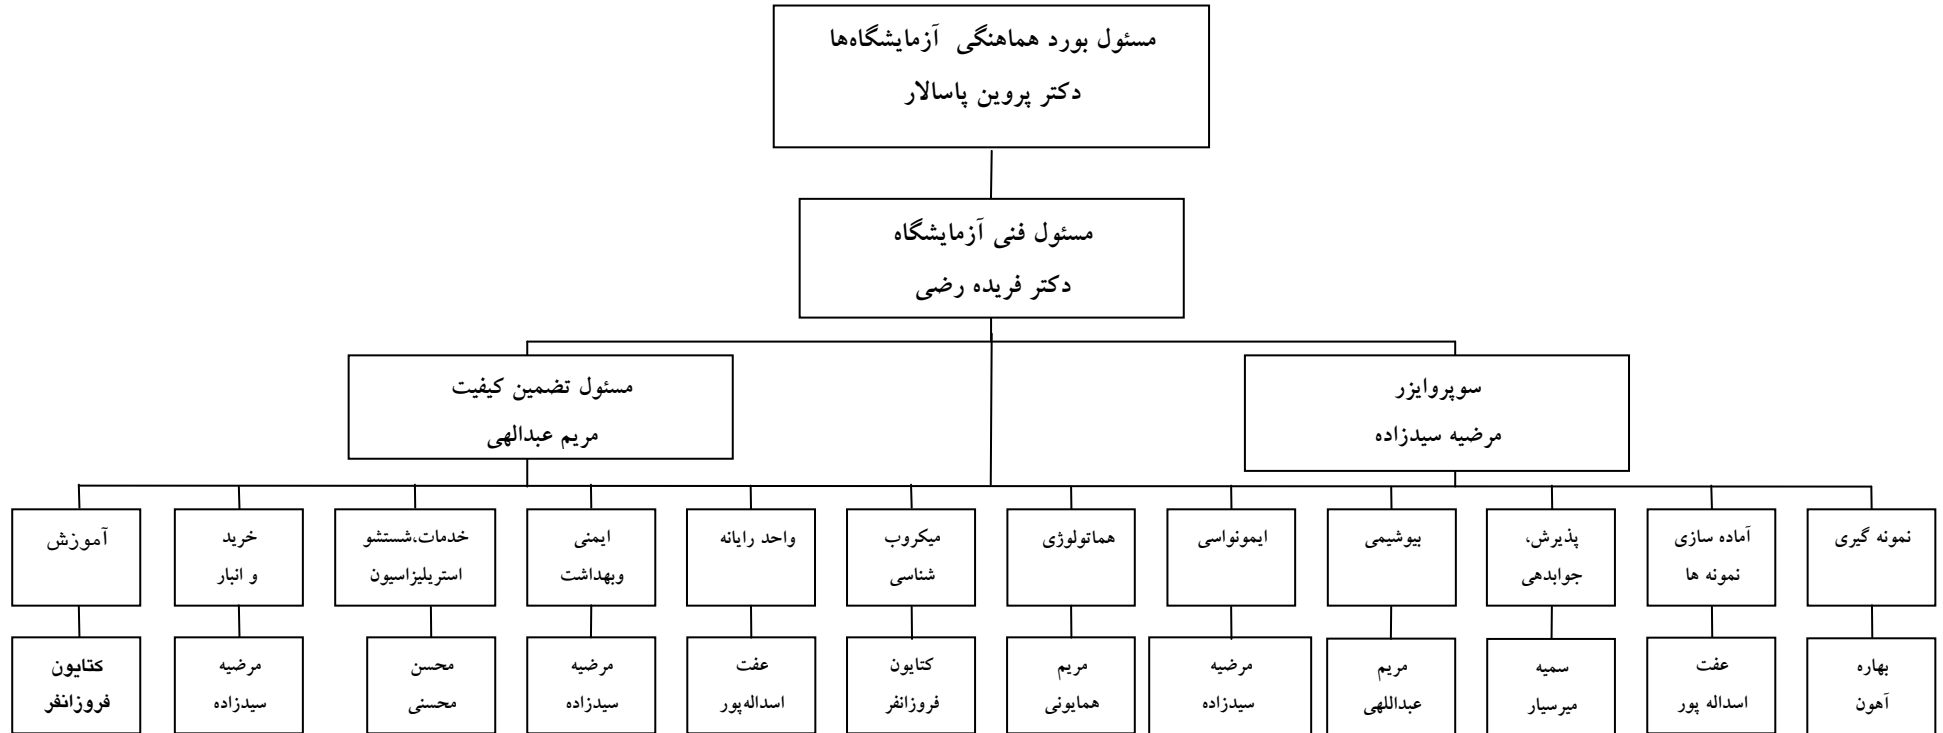 مسئول بورد هماهنگی آزمایشگاه‌ها
دکتر پروین پاسالار
مسئول فنی آزمایشگاه
دکتر فریده رضی
سوپروایزر
مرضیه سیدزاده
مسئول تضمین کیفیت
مریم عبدالهی
نمونه گیری
آماده سازی
نمونه ها
پذیرش،
جوابدهی
بیوشیمی
ایمونواسی
هماتولوژی
میکروب
شناسی
واحد رایانه
ایمنی
وبهداشت
خدمات،شستشو
استریلیزاسیون
خرید
و انبار
آموزش
بهاره
آهون
عفت
اسداله پور
سمیه
میرسیار
مریم
عبداللهی
مرضیه
سیدزاده
مریم
همایونی
کتایون
فروزانفر
عفت
اسداله‌پور
مرضیه
سیدزاده
محسن
محسنی
مرضیه
سیدزاده
کتایون
فروزانفر